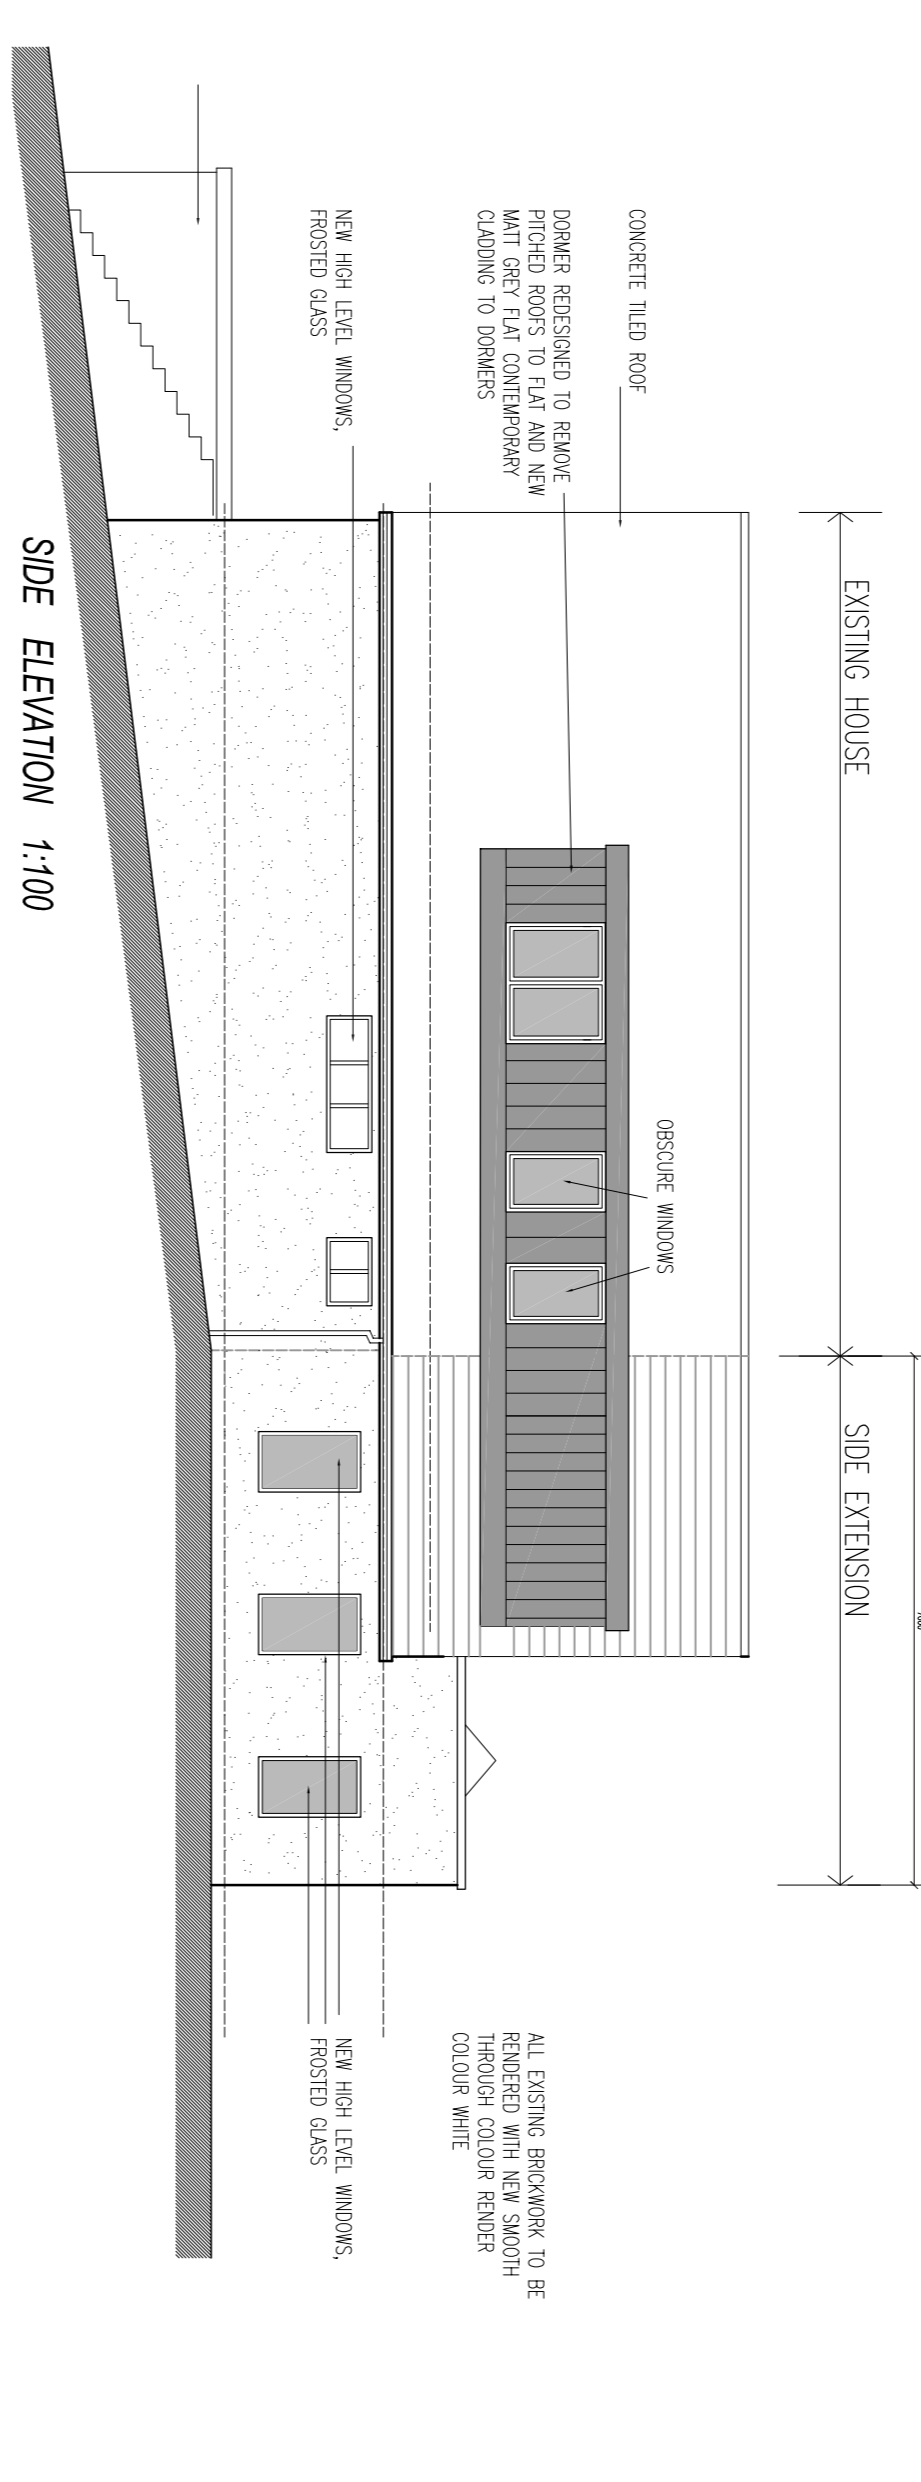 EXISTING HOUSE
SIDE EXTENSION
CONCRETE TILED ROOF
OBSCURE WINDOWS
DORMER REDESIGNED TO REMOVE
PITCHED ROOFS TO FLAT AND NEW
MATT GREY FLAT CONTEMPORARY
CLADDING TO DORMERS
ALL EXISTING BRICKWORK TO BE
RENDERED WITH NEW SMOOTH
THROUGH COLOUR RENDER
COLOUR WHITE
NEW HIGH LEVEL WINDOWS,
FROSTED GLASS
NEW HIGH LEVEL WINDOWS,
FROSTED GLASS
SIDE ELEVATION 1:100